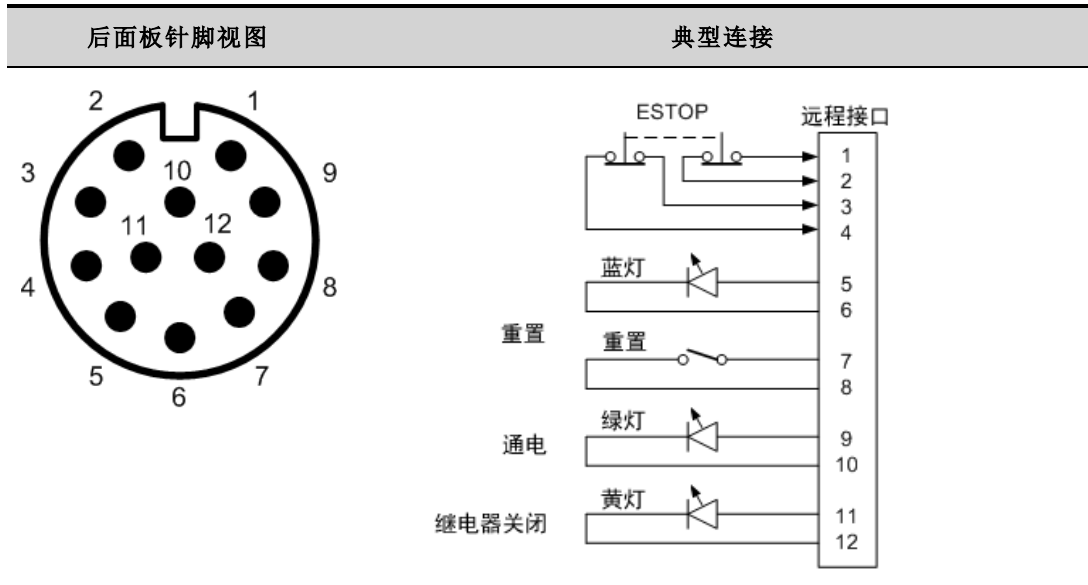 后面板针脚视图 典型连接
2 1
3 10 9
11 12
4 8
5 7
6
ESTOP 远程接口
1
2
3
4
蓝灯 5
6
重置
重置 7
8
绿灯 9
通电
10
黄灯 11
继电器关闭
12